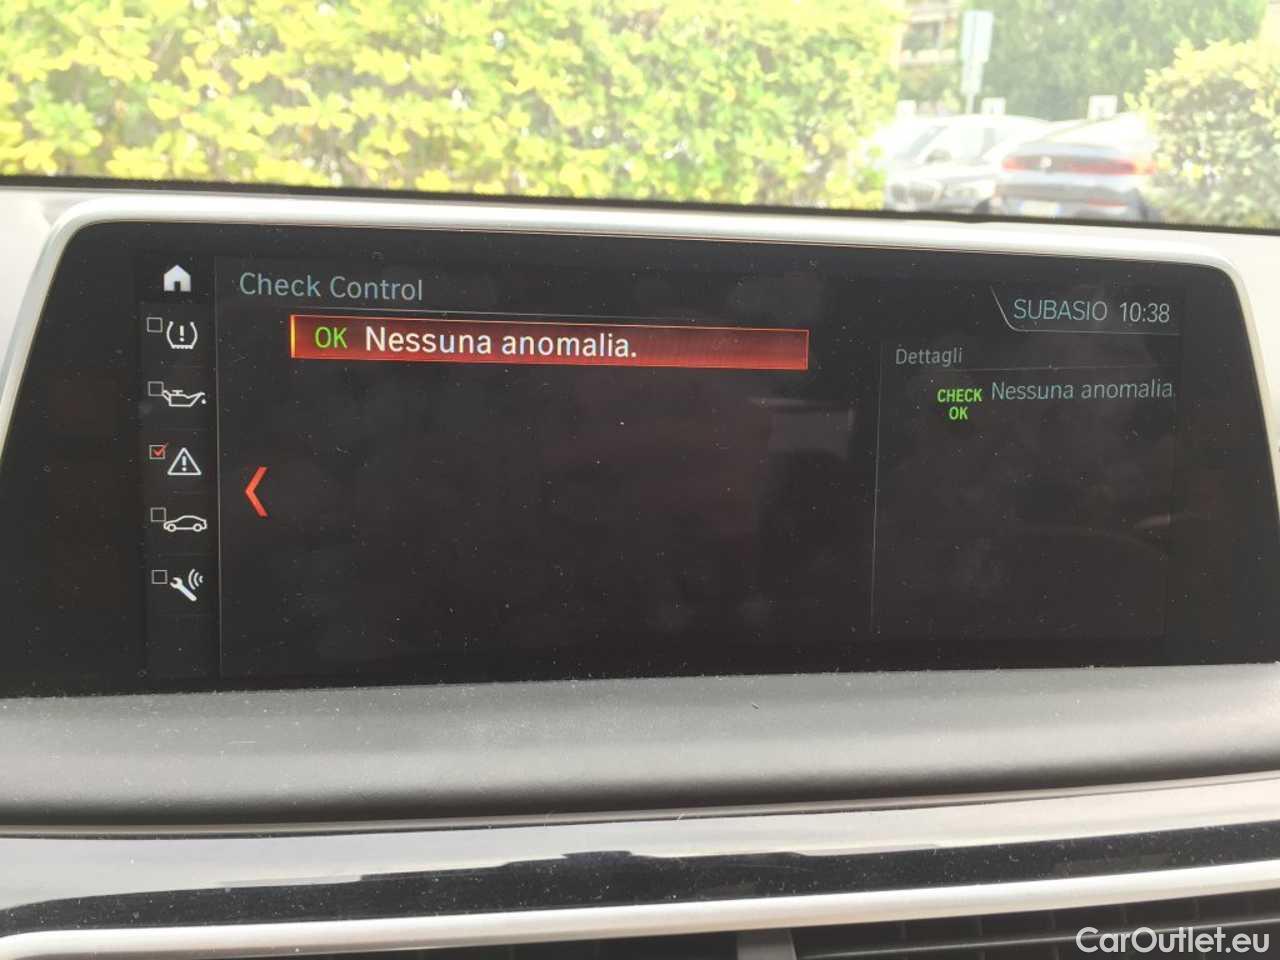 Check Control
SUBASIO 10:38
OK Nessuna anomalia.
Dettagli
CHECK OK Nessuna anomalia
CarOutlet.eu